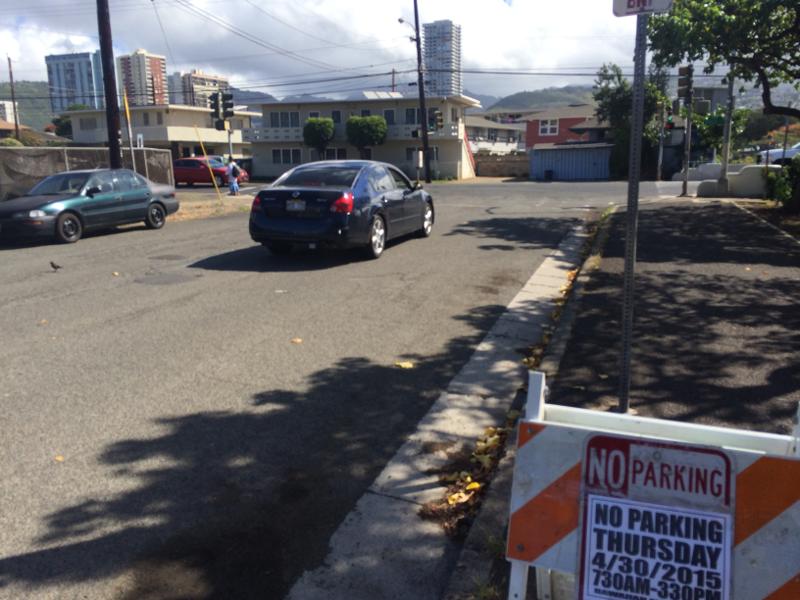 NO PARKING
NO PARKING
THURSDAY
4/30/2015
730AM-330PM